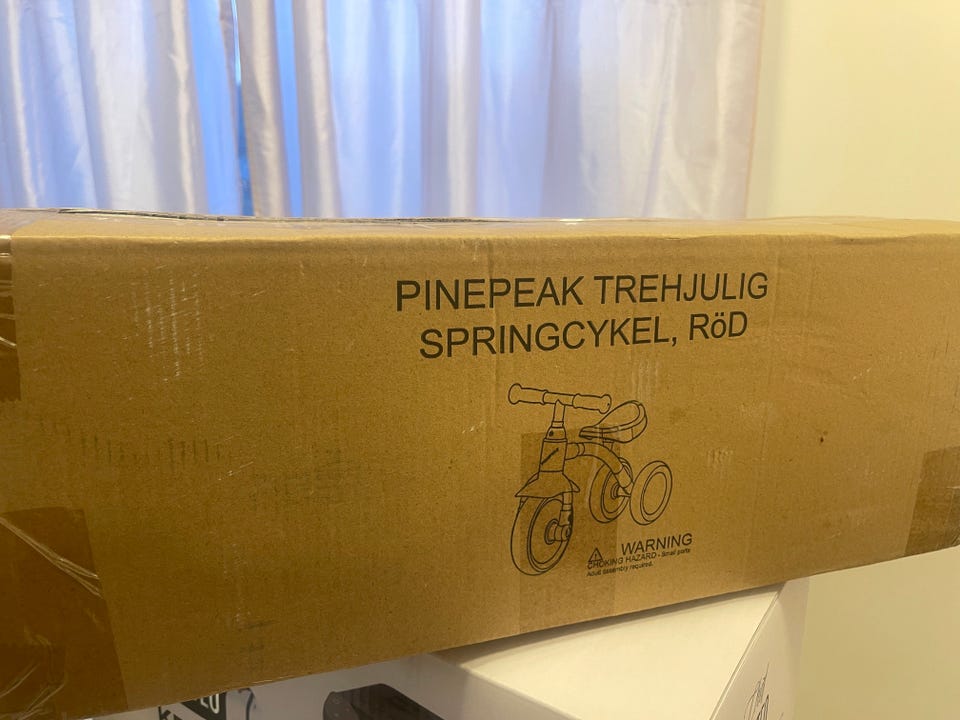 PINEPEAK TREHJULIG
SPRINGCYKEL, RöD
WARNING
CHOKING HAZARD - Small parts
Adult assembly required.